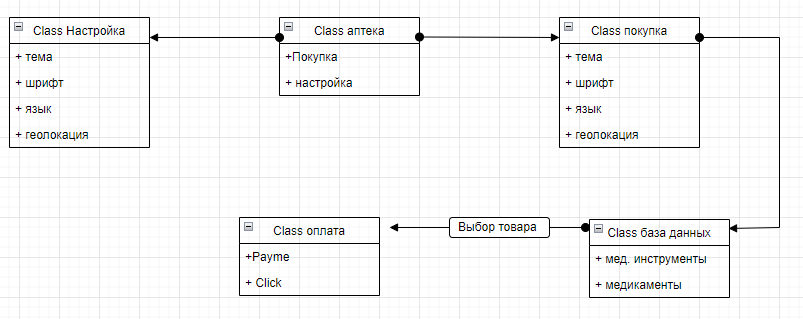 Class Настройка
+ тема
+ шрифт
+ язык
+ геолокация
Class аптека
+Покупка
+ настройка
Class покупка
+ тема
+ шрифт
+ язык
+ геолокация
Class оплата
+Payme
+ Click
Выбор товара
Class база данных
+ мед. инструменты
+ медикаменты